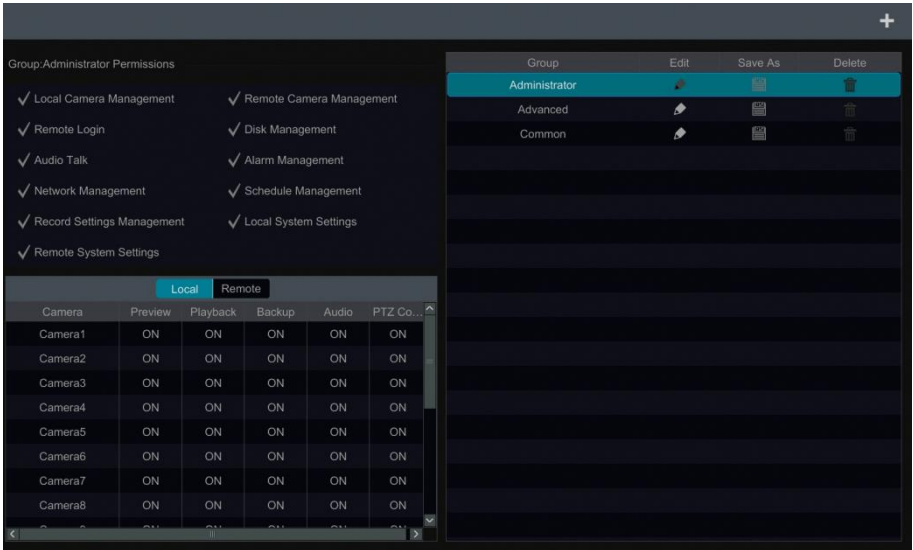 Group:Administrator Permissions
Local Camera Management
Remote Camera Management
Remote Login
Disk Management
Audio Talk
Alarm Management
Network Management
Schedule Management
Record Settings Management
Local System Settings
Remote System Settings
Local Remote
Camera Preview Playback Backup Audio PTZ Co...
Camera1 ON ON ON ON ON
Camera2 ON ON ON ON ON
Camera3 ON ON ON ON ON
Camera4 ON ON ON ON ON
Camera5 ON ON ON ON ON
Camera6 ON ON ON ON ON
Camera7 ON ON ON ON ON
Camera8 ON ON ON ON ON
Group Edit Save As Delete
Administrator
Advanced
Common